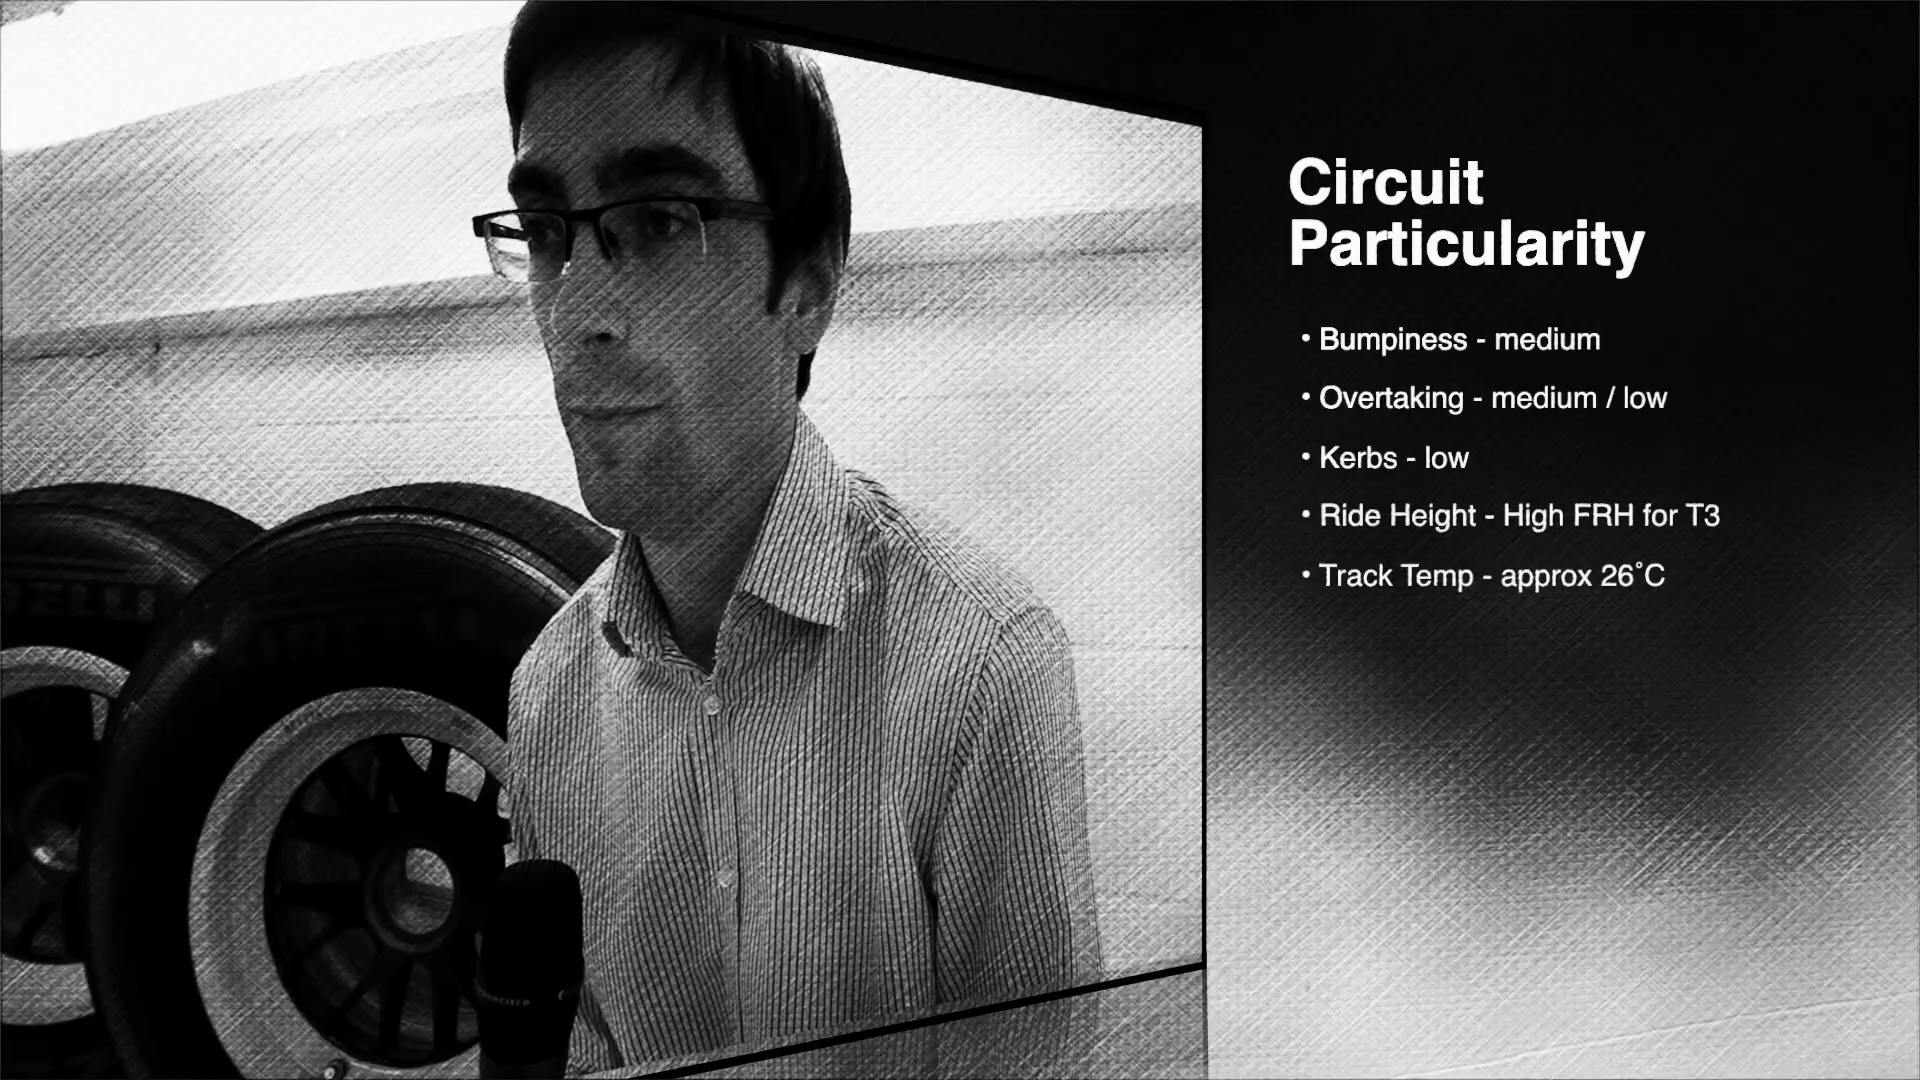 Circuit
Particularity
• Bumpiness - medium
• Overtaking - medium / low
• Kerbs - low
• Ride Height - High FRH for T3
• Track Temp - approx 26˚C